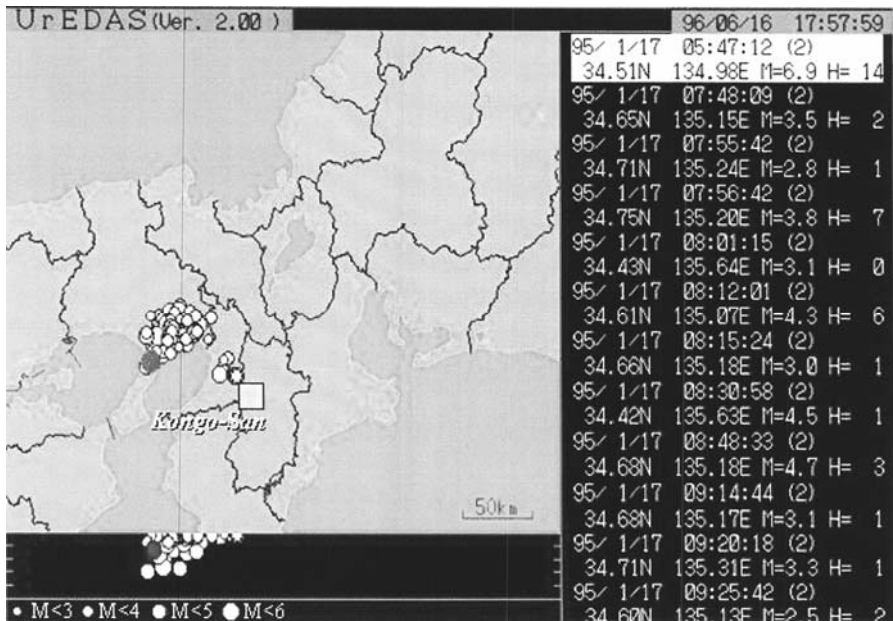 UrEDAS(Ver. 2.00 )
96/06/16 17:57:59
95/ 1/17 05:47:12 (2)
34.51N 134.98E M=6.9 H= 14
95/ 1/17 07:48:09 (2)
34.65N 135.15E M=3.5 H= 2
95/ 1/17 07:55:42 (2)
34.71N 135.24E M=2.8 H= 1
95/ 1/17 07:56:42 (2)
34.75N 135.20E M=3.8 H= 7
95/ 1/17 08:01:15 (2)
34.43N 135.64E M=3.1 H= 0
95/ 1/17 08:12:01 (2)
34.61N 135.07E M=4.3 H= 6
95/ 1/17 08:15:24 (2)
34.66N 135.18E M=3.0 H= 1
95/ 1/17 08:30:58 (2)
34.42N 135.63E M=4.5 H= 1
95/ 1/17 08:48:33 (2)
34.68N 135.18E M=4.7 H= 3
95/ 1/17 09:14:44 (2)
34.68N 135.17E M=3.1 H= 1
95/ 1/17 09:20:18 (2)
34.71N 135.31E M=3.3 H= 1
95/ 1/17 09:25:42 (2)
34.60N 135.13E M=2.5 H= 2
Kongo-San
50km
M<3 M<4 M<5 M<6